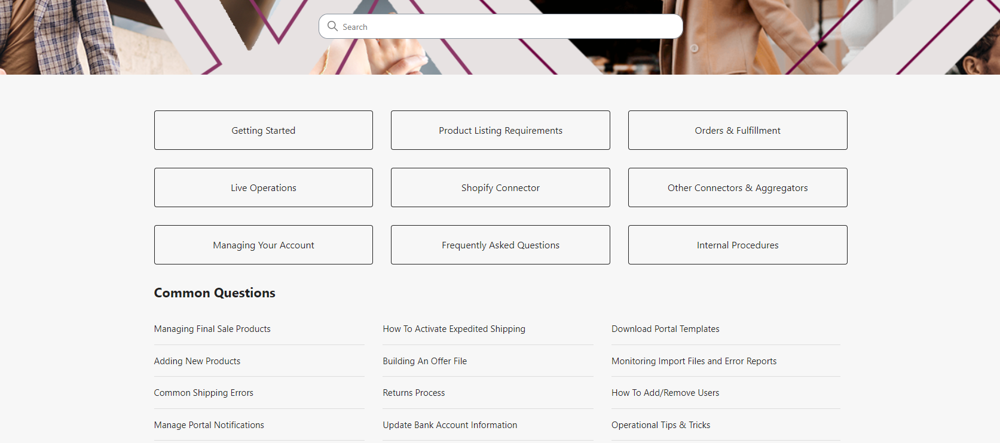 Search
Getting Started
Product Listing Requirements
Orders & Fulfillment
Live Operations
Shopify Connector
Other Connectors & Aggregators
Managing Your Account
Frequently Asked Questions
Internal Procedures
Common Questions
Managing Final Sale Products
How To Activate Expedited Shipping
Download Portal Templates
Adding New Products
Building An Offer File
Monitoring Import Files and Error Reports
Common Shipping Errors
Returns Process
How To Add/Remove Users
Manage Portal Notifications
Update Bank Account Information
Operational Tips & Tricks